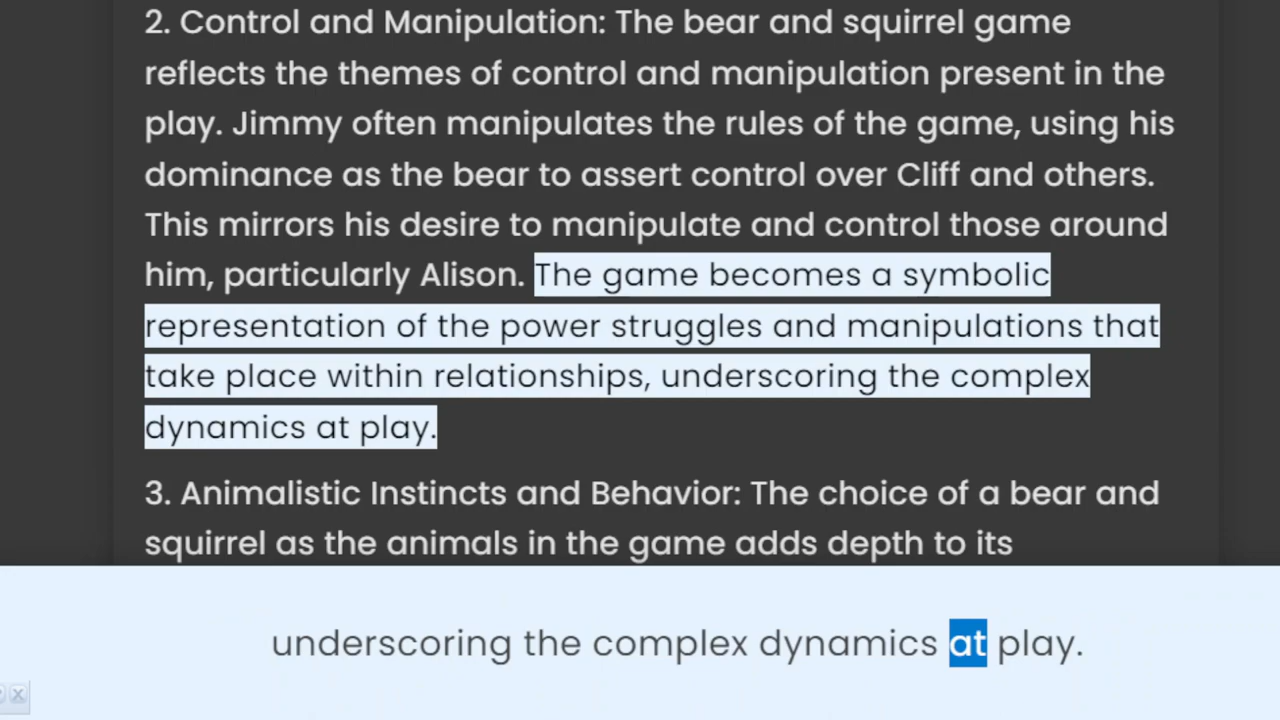 2. Control and Manipulation: The bear and squirrel game
reflects the themes of control and manipulation present in the
play. Jimmy often manipulates the rules of the game, using his
dominance as the bear to assert control over Cliff and others.
This mirrors his desire to manipulate and control those around
him, particularly Alison. The game becomes a symbolic
representation of the power struggles and manipulations that
take place within relationships, underscoring the complex
dynamics at play.
3. Animalistic Instincts and Behavior: The choice of a bear and
squirrel as the animals in the game adds depth to its
underscoring the complex dynamics at play.